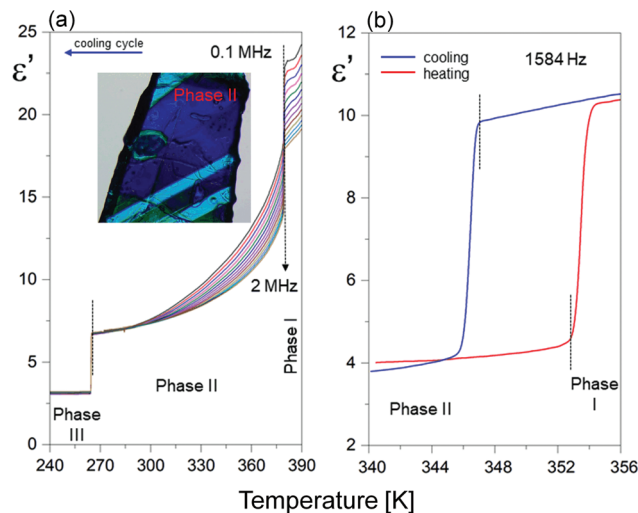 (a)
(b)
cooling cycle
0.1 MHz
Phase II
2 MHz
Phase I
Phase II
Phase
III
ε'
25
20
15
10
5
0
240 265 300 330 360 390
cooling
heating
1584 Hz
Phase II
Phase
I
ε'
12
10
8
6
4
2
340 344 348 352 356
Temperature [K]